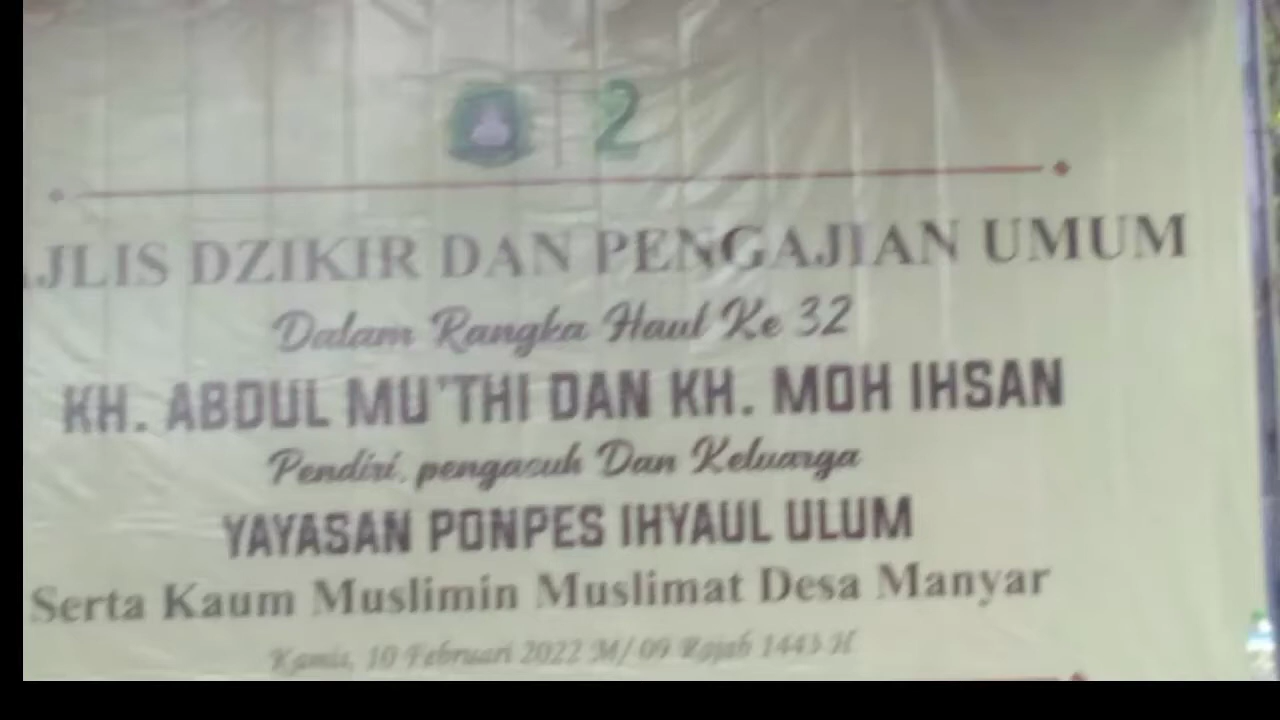 2
AJLIS DZIKIR DAN PENGAJIAN UMUM
Dalam Rangka Haul Ke 32
KH. ABDUL MU'THI DAN KH. MOH IHSAN
Pendiri, pengasuh Dan Keluarga
YAYASAN PONPES IHYAUL ULUM
Serta Kaum Muslimin Muslimat Desa Manyar
Kamis, 10 Februari 2022 M/ 09 Rajab 1443 H